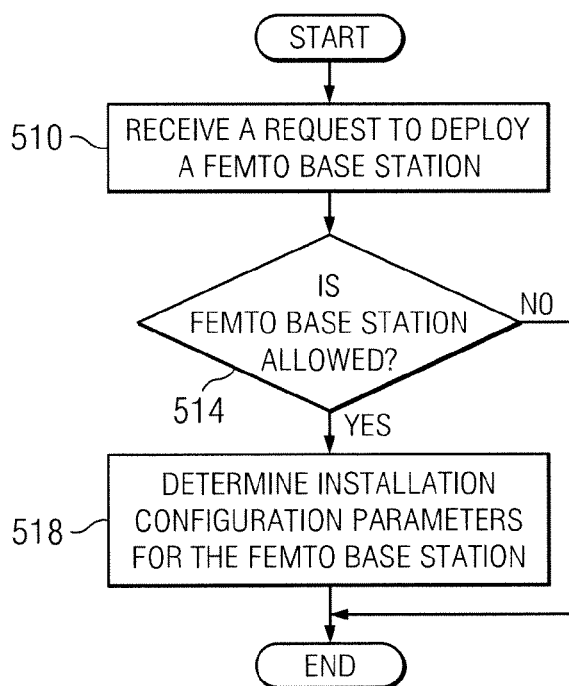 START
510
RECEIVE A REQUEST TO DEPLOY
A FEMTO BASE STATION
IS
FEMTO BASE STATION
ALLOWED?
NO
514
YES
518
DETERMINE INSTALLATION
CONFIGURATION PARAMETERS
FOR THE FEMTO BASE STATION
END